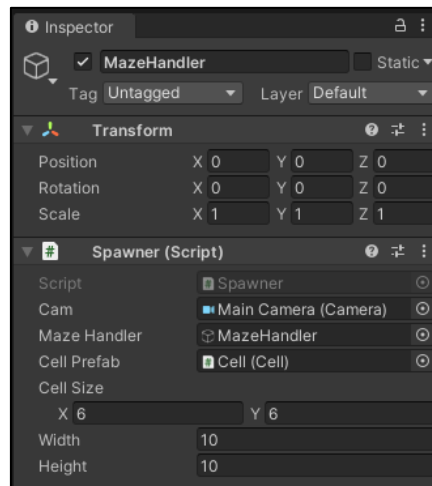 Inspector
MazeHandler Static
Tag Untagged Layer Default
Transform
Position X 0 Y 0 Z 0
Rotation X 0 Y 0 Z 0
Scale X 1 Y 1 Z 1
# Spawner (Script)
Script # Spawner
Cam Main Camera (Camera)
Maze Handler MazeHandler
Cell Prefab # Cell (Cell)
Cell Size
X 6 Y 6
Width 10
Height 10